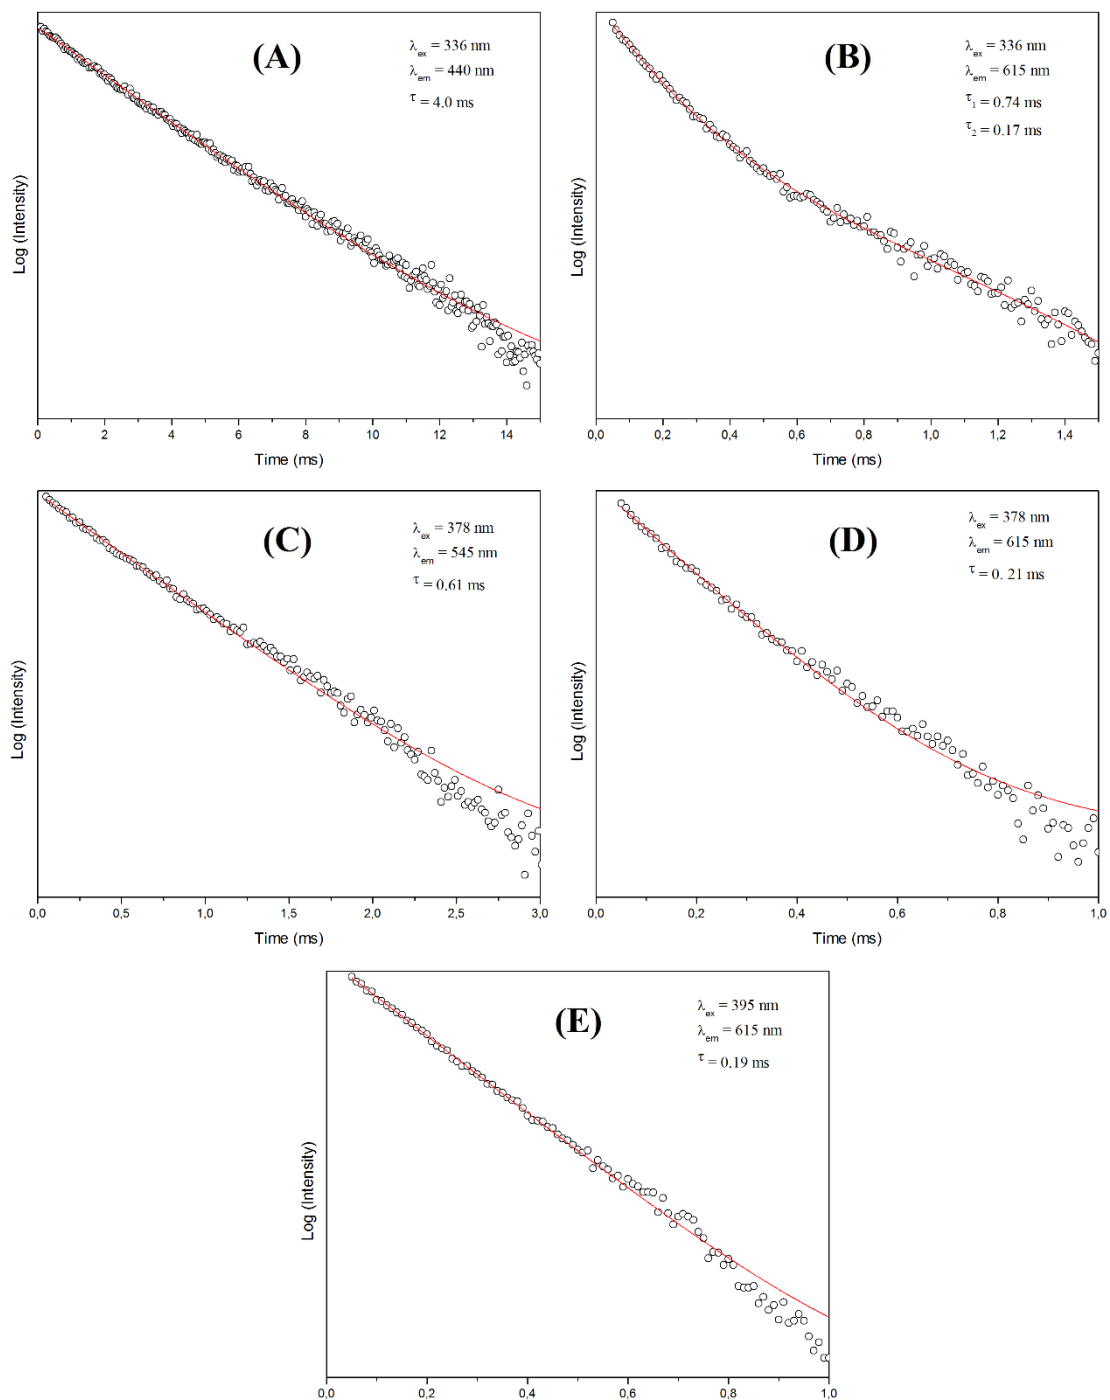 (A)
λex = 336 nm
λem = 440 nm
τ = 4.0 ms
Log (Intensity)
0 2 4 6 8 10 12 14
Time (ms)
(B)
λex = 336 nm
λem = 615 nm
τ1 = 0.74 ms
τ2 = 0.17 ms
Log (Intensity)
0,0 0,2 0,4 0,6 0,8 1,0 1,2 1,4
Time (ms)
(C)
λex = 378 nm
λem = 545 nm
τ = 0.61 ms
Log (Intensity)
0,0 0,5 1,0 1,5 2,0 2,5 3,0
Time (ms)
(D)
λex = 378 nm
λem = 615 nm
τ = 0. 21 ms
Log (Intensity)
0,0 0,2 0,4 0,6 0,8 1,0
Time (ms)
(E)
λex = 395 nm
λem = 615 nm
τ = 0.19 ms
Log (Intensity)
0,0 0,2 0,4 0,6 0,8 1,0